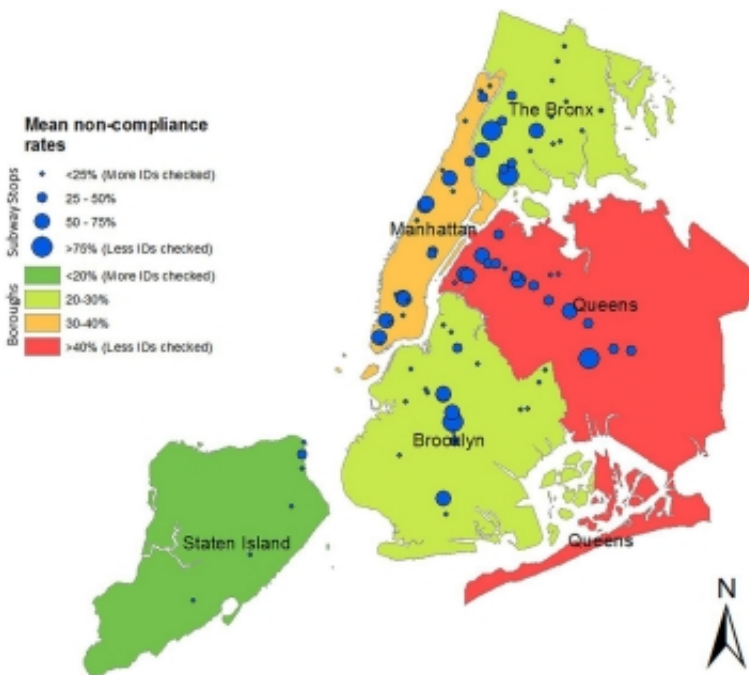 Mean non-compliance
rates
Subway Stops
<25% (More IDs checked)
25 - 50%
50 - 75%
>75% (Less IDs checked)
Boroughs
<20% (More IDs checked)
20-30%
30-40%
>40% (Less IDs checked)
The Bronx
Manhattan
Queens
Brooklyn
Staten Island
Queens
N